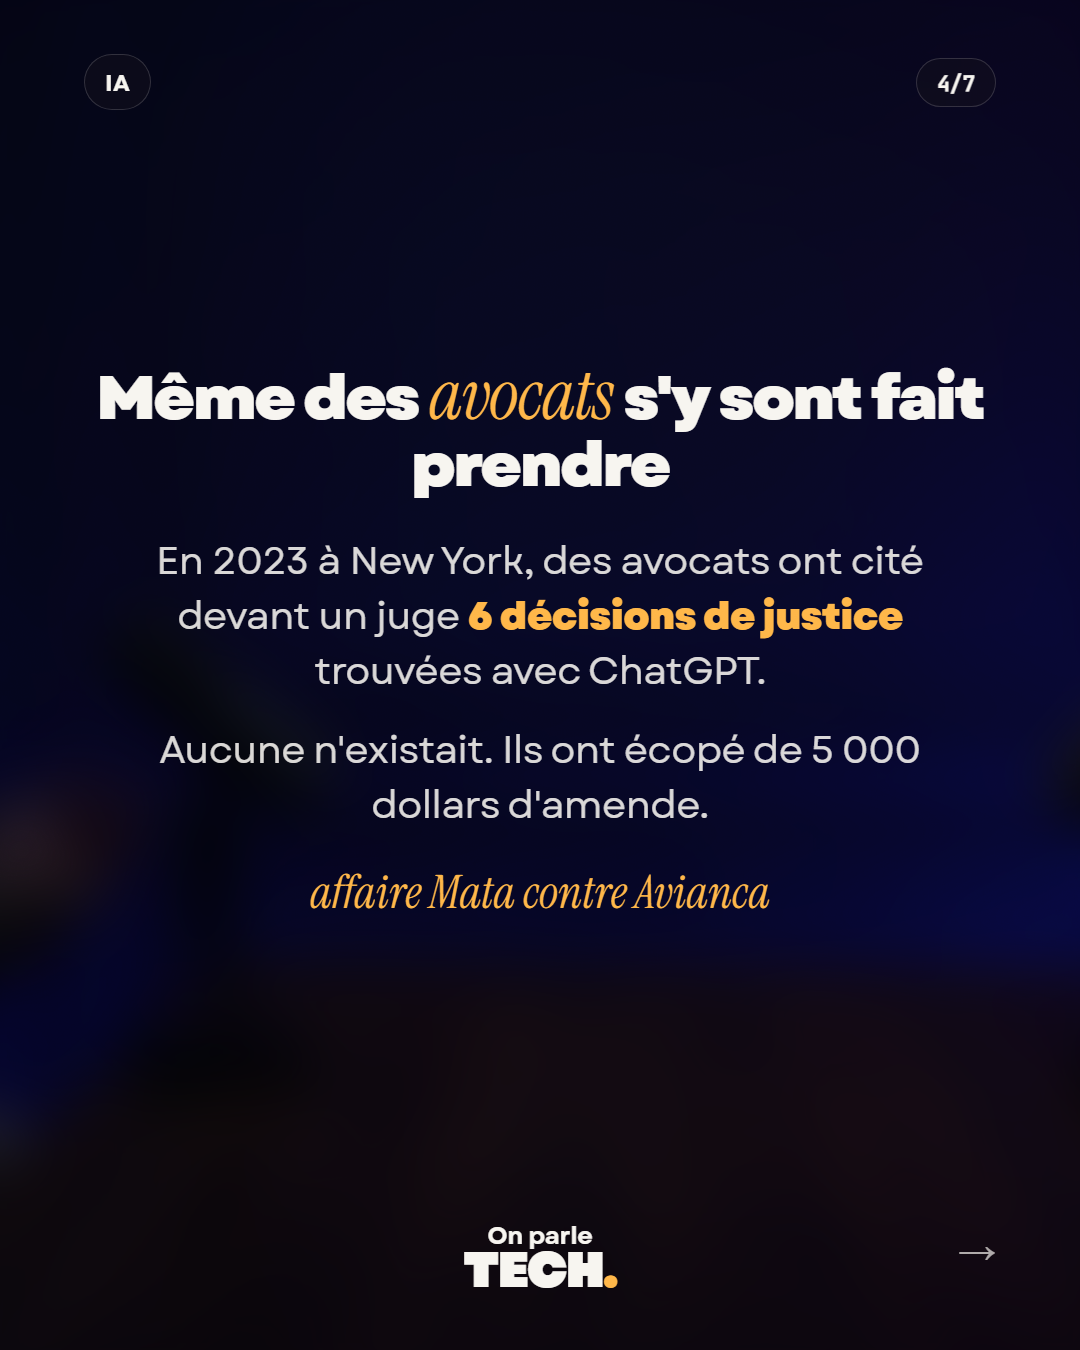 IA
4/7
Même des avocats s'y sont fait
prendre
En 2023 à New York, des avocats ont cité
devant un juge 6 décisions de justice
trouvées avec ChatGPT.
Aucune n'existait. Ils ont écopé de 5 000
dollars d'amende.
affaire Mata contre Avianca
On parle
TECH.
→